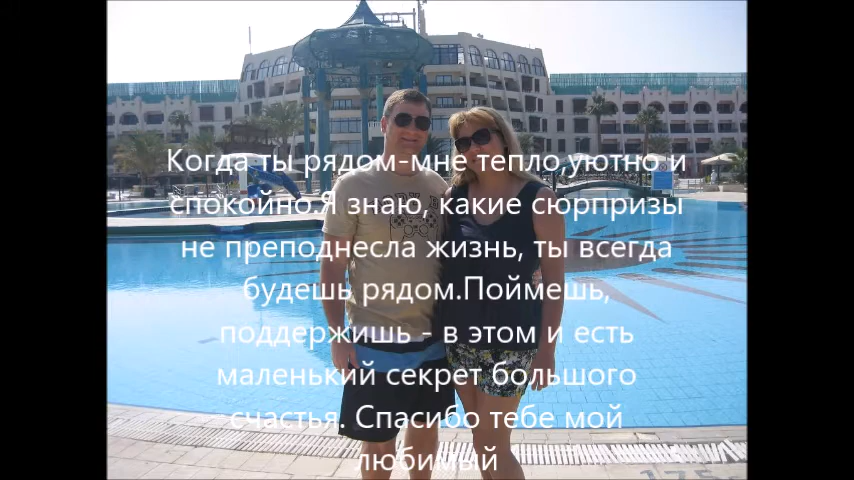 Когда ты рядом-мне тепло,уютно и
спокойно.Я знаю, какие сюрпризы
не преподнесла жизнь, ты всегда
будешь рядом.Поймешь,
поддержишь - в этом и есть
маленький секрет большого
счастья. Спасибо тебе мой
любимый